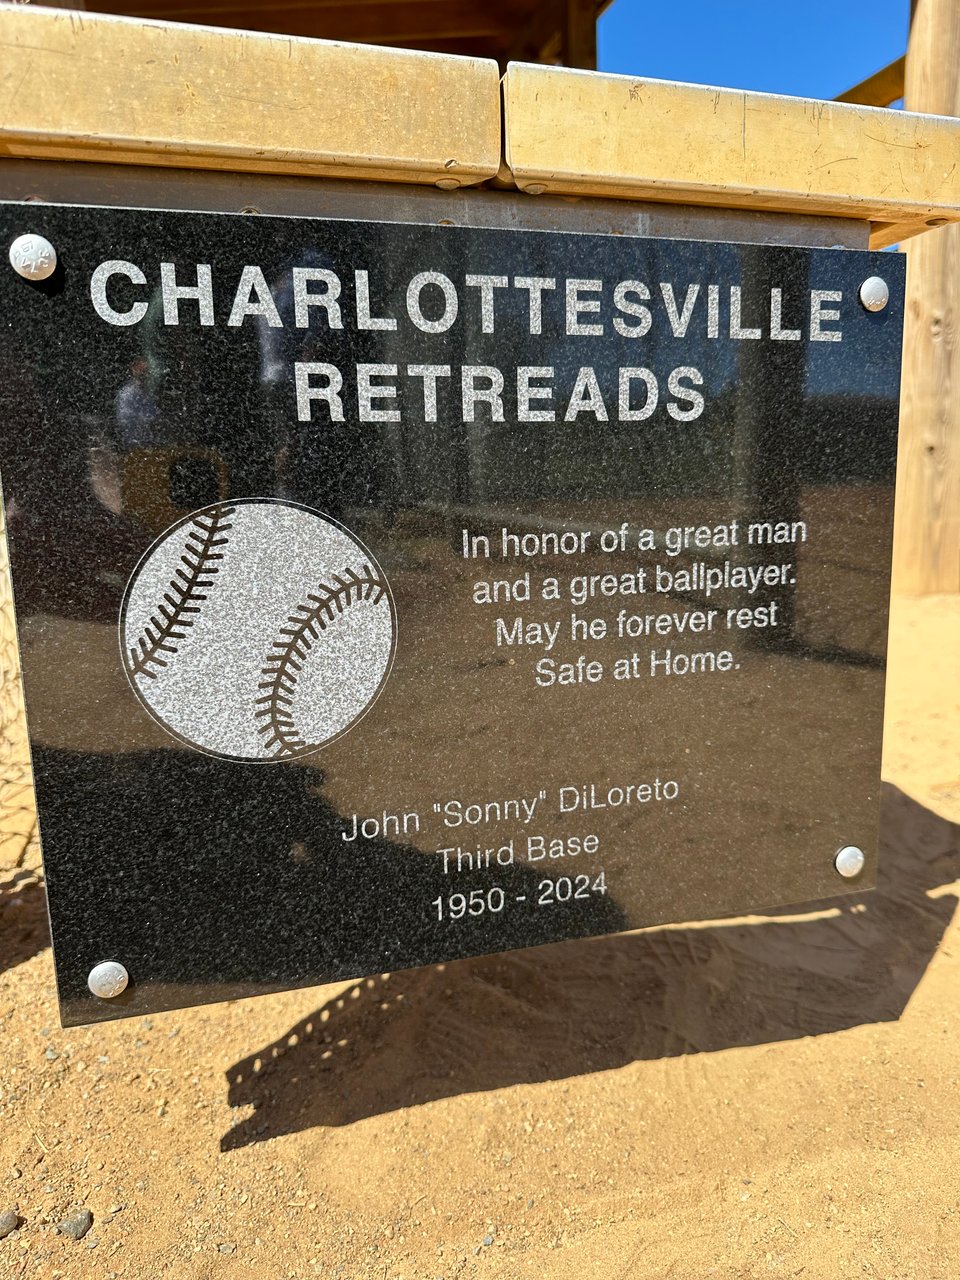 CHARLOTTESVILLE
RETREADS
In honor of a great man
and a great ballplayer.
May he forever rest
Safe at Home.
John "Sonny" DiLoreto
Third Base
1950 - 2024